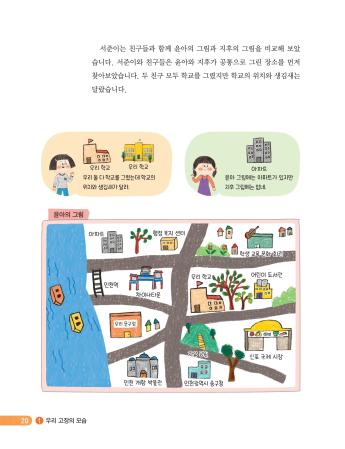 서준이는 친구들과 함께 윤아의 그림과 지후의 그림을 비교해 보았
습니다. 서준이와 친구들은 윤아와 지후가 공통으로 그린 장소를 먼저
찾아보았습니다. 두 친구 모두 학교를 그렸지만 학교의 위치와 생김새는
달랐습니다.
우리 학교
우리 학교
우리 둘 다 학교를 그렸는데 학교의
위치와 생김새가 달라.
아파트
윤아 그림에는 아파트가 있지만
지후 그림에는 없네.
윤아의 그림
아파트
행정 복지 센터
학생 교육 문화 회관
인천역
차이나타운
우리 학교
어린이 도서관
우리 문구점
자유 공원
신포 국제 시장
인천 개항 박물관
인천광역시 중구청
20
1 우리 고장의 모습